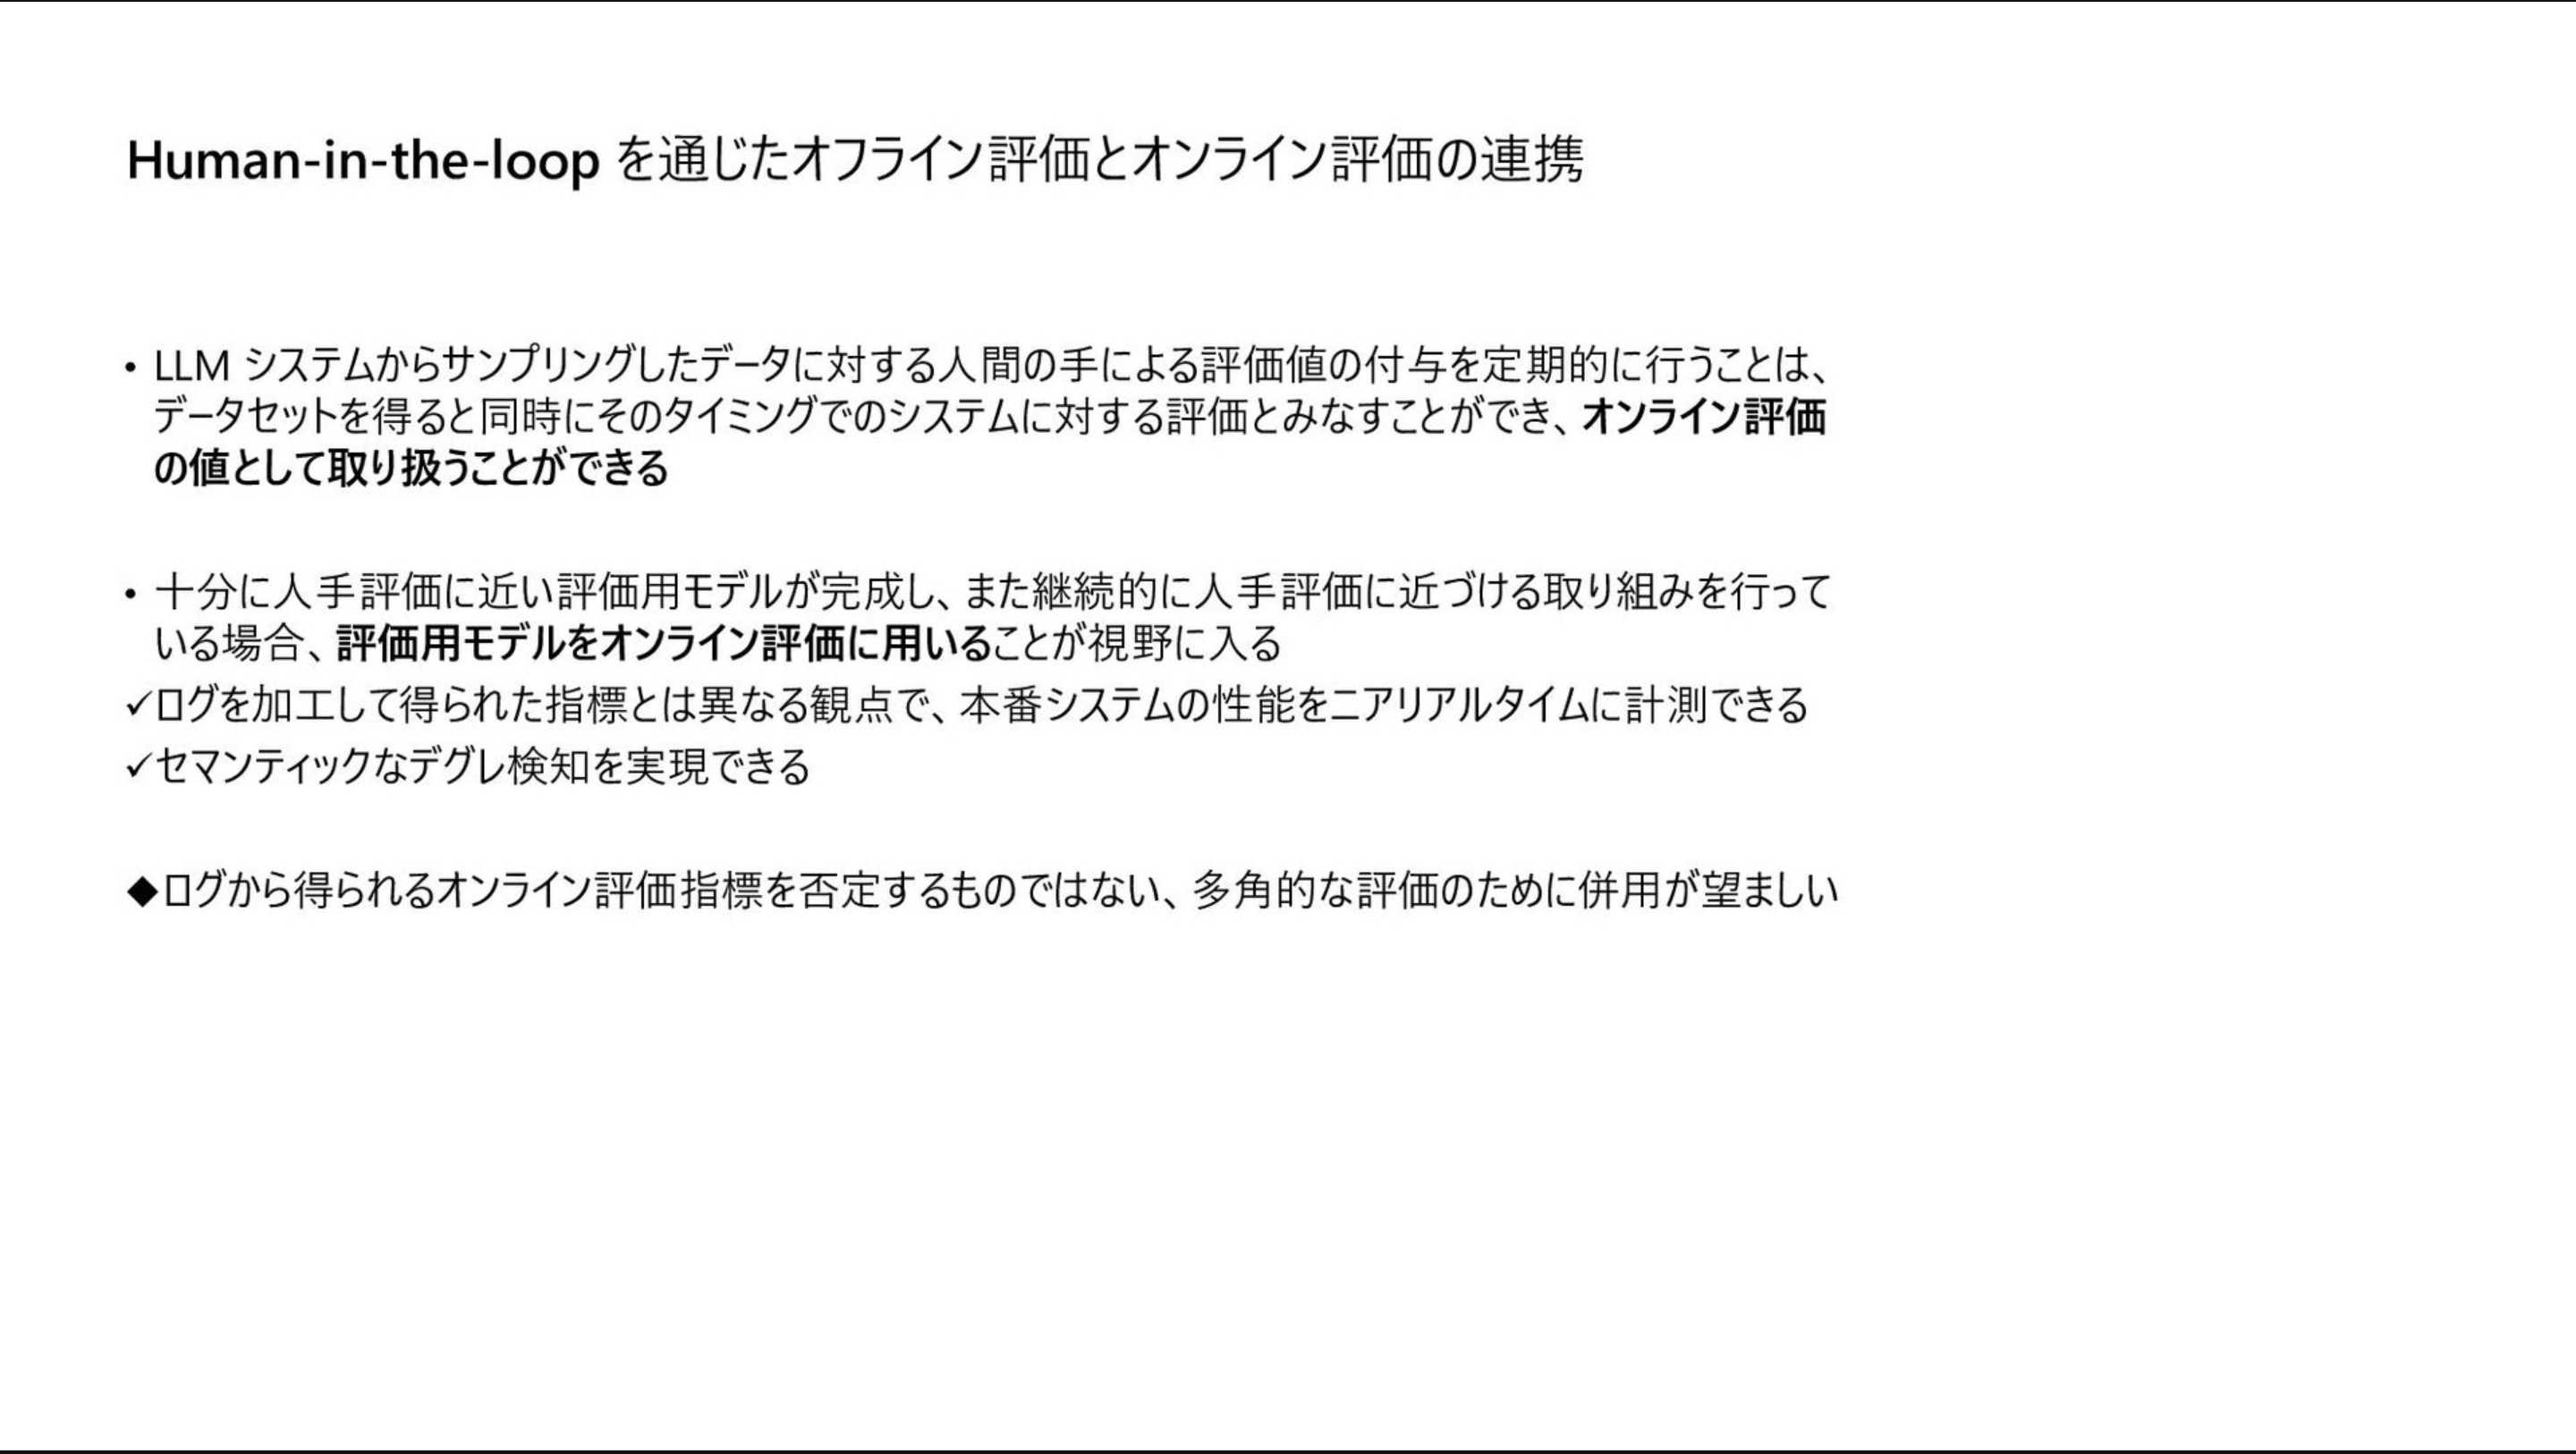 Human-in-the-loop を通じたオフライン評価とオンライン評価の連携
• LLM システムからサンプリングしたデータに対する人間の手による評価値の付与を定期的に行うことは、
データセットを得ると同時にそのタイミングでのシステムに対する評価とみなすことができ、オンライン評価
の値として取り扱うことができる
• 十分に人手評価に近い評価用モデルが完成し、また継続的に人手評価に近づける取り組みを行って
いる場合、評価用モデルをオンライン評価に用いることが視野に入る
✓ログを加工して得られた指標とは異なる観点で、本番システムの性能をニアリアルタイムに計測できる
✓セマンティックなデグレ検知を実現できる
◆ログから得られるオンライン評価指標を否定するものではない、多角的な評価のために併用が望ましい